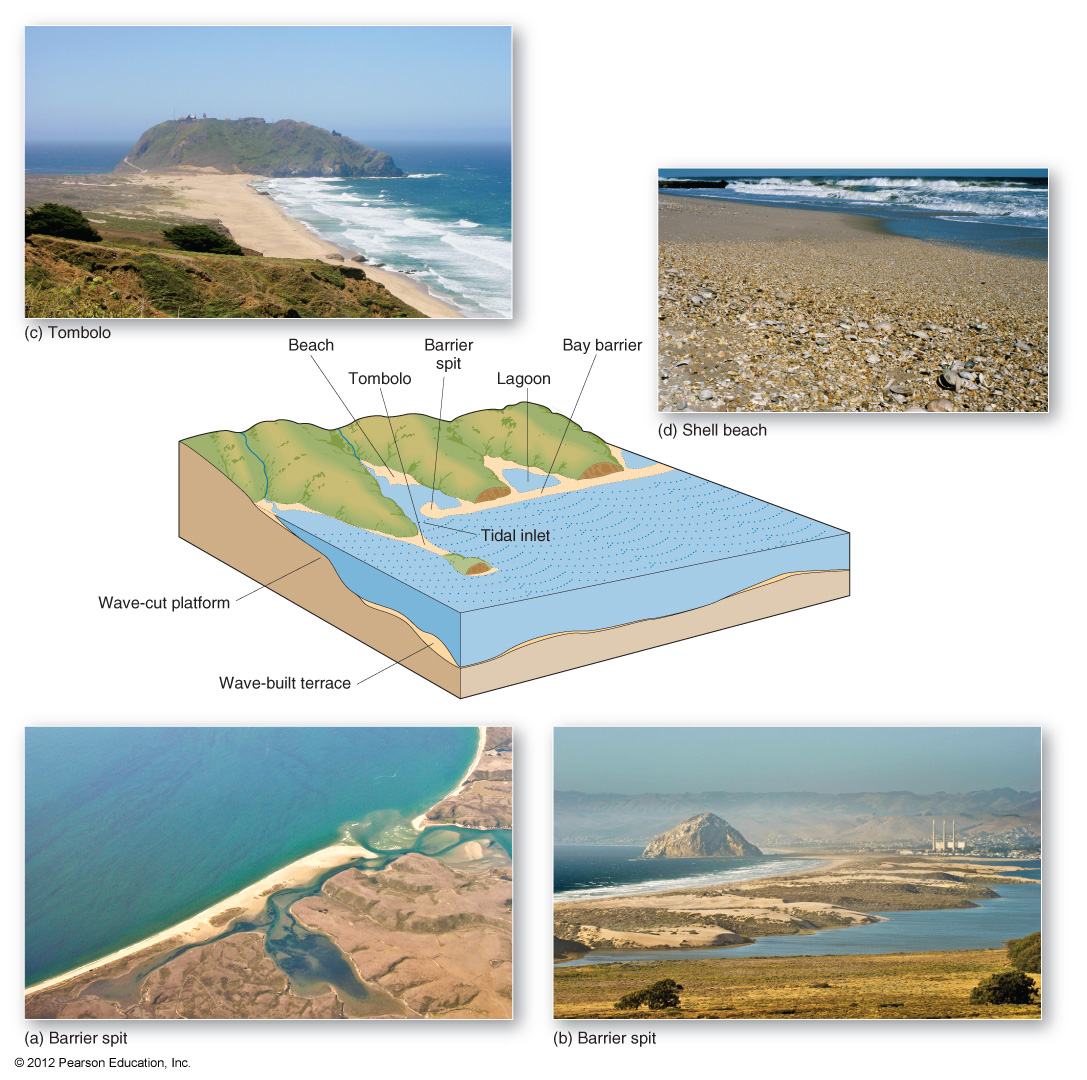 (c) Tombolo
Beach
Barrier
spit
Bay barrier
Tombolo
Lagoon
(d) Shell beach
Tidal inlet
Wave-cut platform
Wave-built terrace
(a) Barrier spit
(b) Barrier spit
© 2012 Pearson Education, Inc.